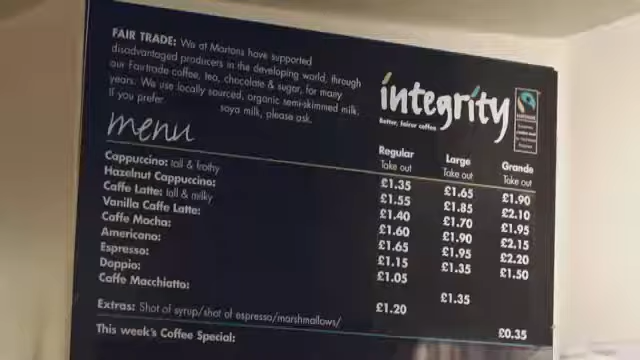 FAIR TRADE: We at Martons have supported
disadvantaged producers in the developing world, through
our Fairtrade coffee, tea, chocolate & sugar, for many
years. We use locally sourced, organic semi-skimmed milk.
If you prefer soya milk, please ask.
integrity
better, fairer coffee
menu
Regular Large Grande
Take out Take out Take out
Cappuccino: tall & frothy £1.35 £1.65 £1.90
Hazelnut Cappuccino: £1.55 £1.85 £2.10
Caffe Latte: tall & milky £1.40 £1.70 £1.95
Vanilla Caffe Latte: £1.60 £1.90 £2.15
Caffe Mocha: £1.65 £1.95 £2.20
Americano: £1.15 £1.35 £1.50
Espresso: £1.05
Doppio: £1.35
Caffe Macchiatto: £1.20
Extras: Shot of syrup/shot of espresso/marshmallows/ £0.35
This week's Coffee Special: